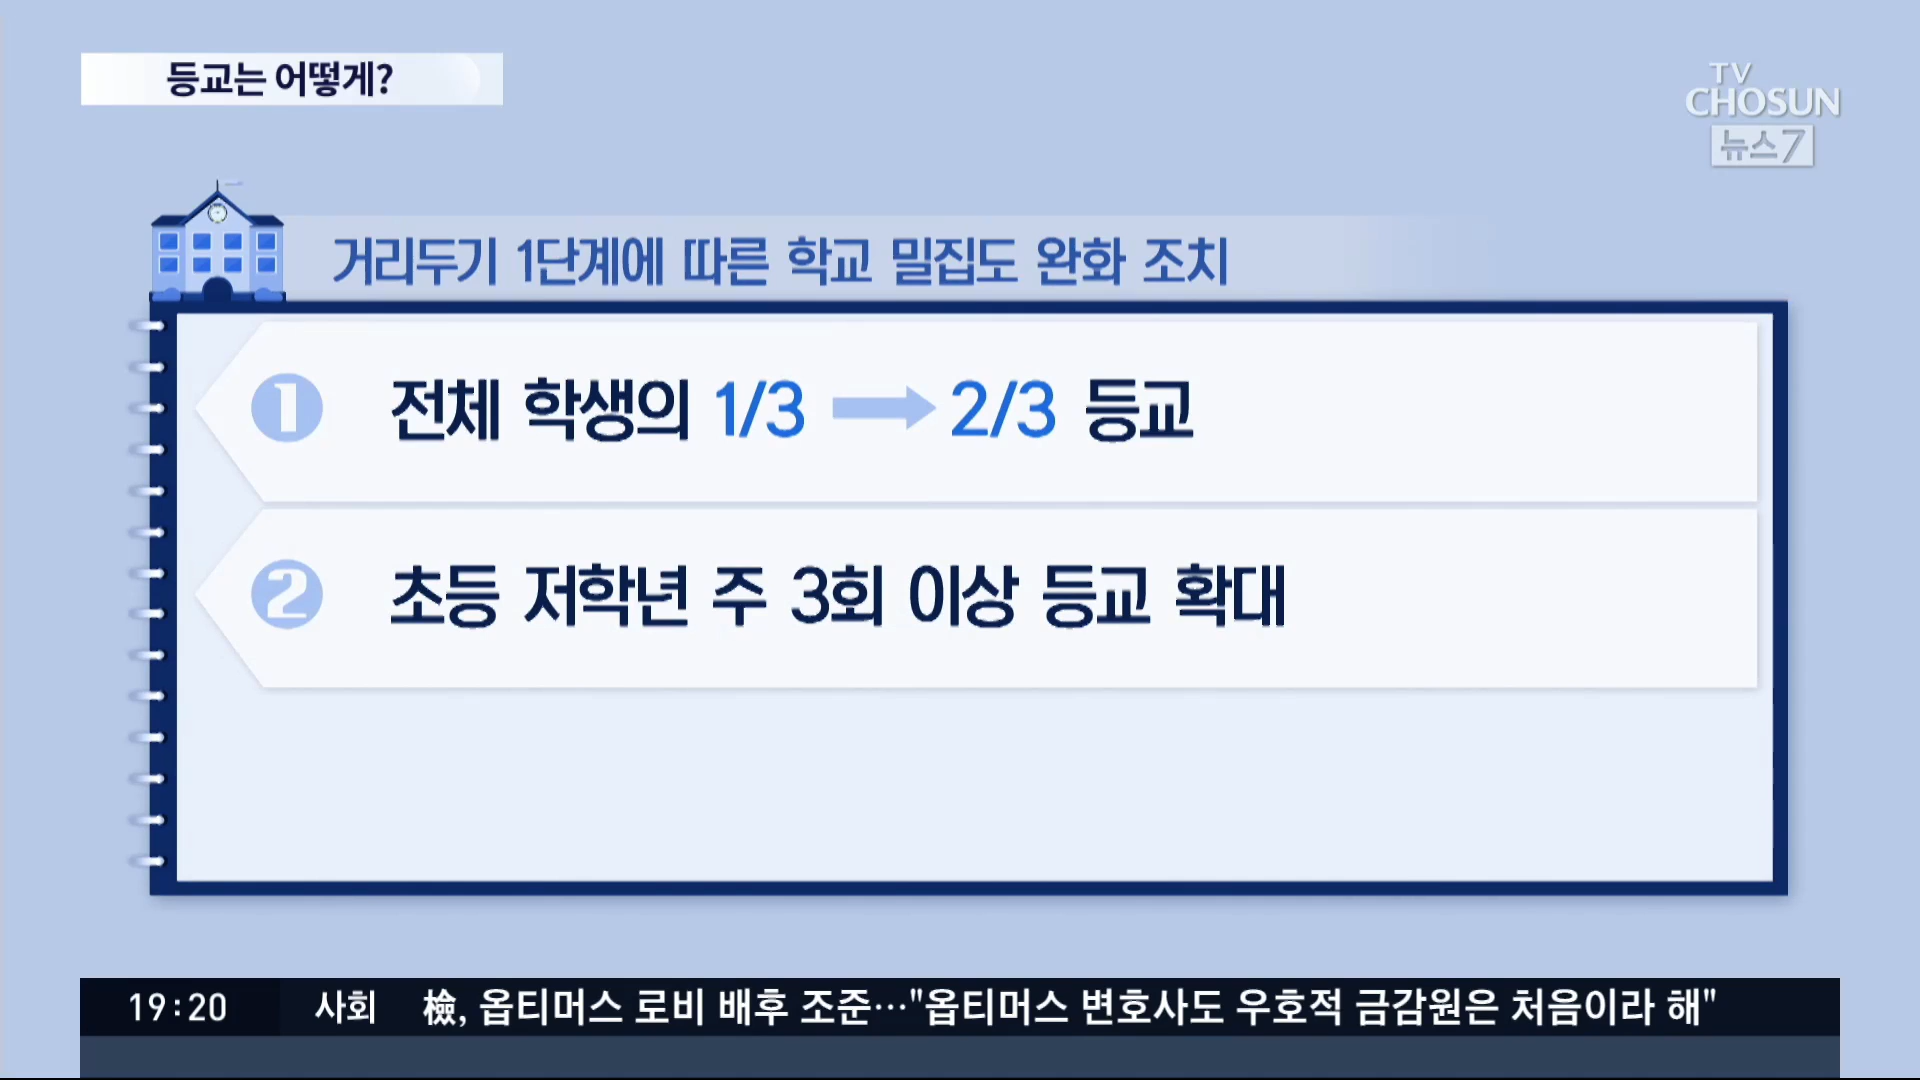 등교는 어떻게?
TV
CHOSUN
뉴스7
거리두기 1단계에 따른 학교 밀집도 완화 조치
1 전체 학생의 1/3 → 2/3 등교
2 초등 저학년 주 3회 이상 등교 확대
19:20 사회 檢, 옵티머스 로비 배후 조준…"옵티머스 변호사도 우호적 금감원은 처음이라 해"